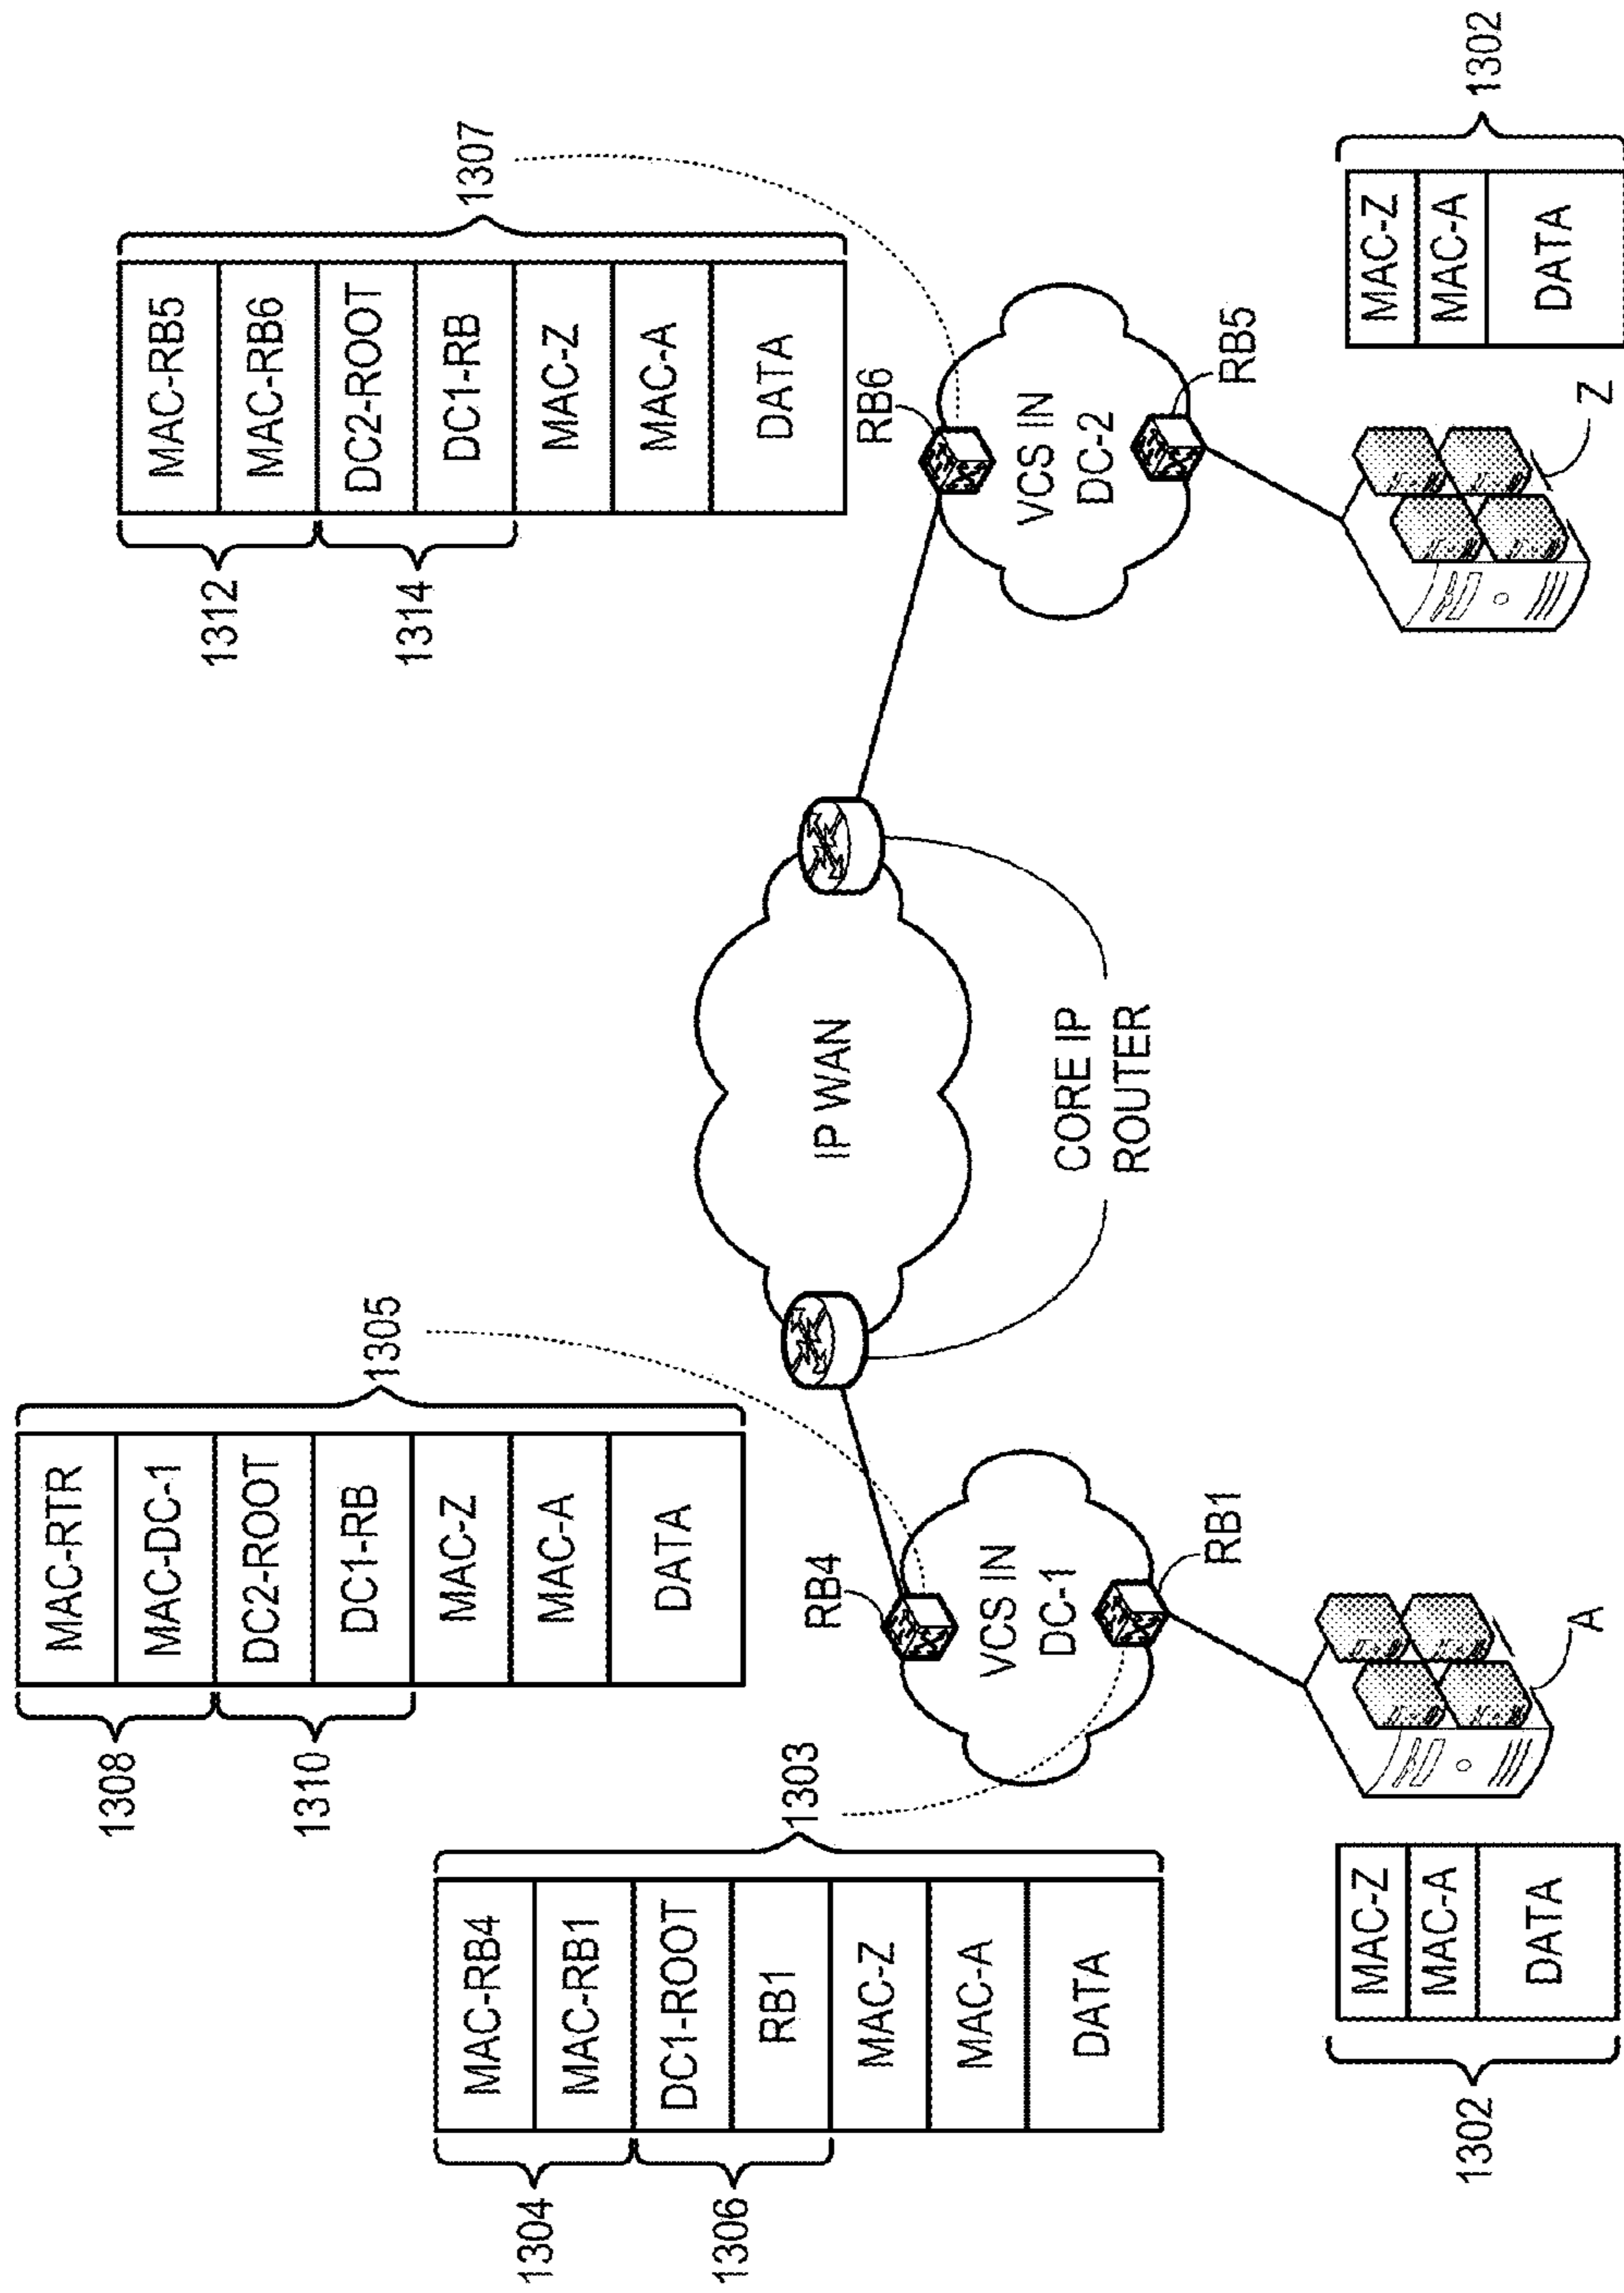 1308
1310
MAC-RTR
MAC-DC-1
DC2-ROOT
DC1-RB
MAC-Z
MAC-A
DATA
1305
1312
1314
MAC-RB5
MAC-RB6
DC2-ROOT
DC1-RB
MAC-Z
MAC-A
DATA
1307
1304
1306
MAC-RB4
MAC-RB1
DC1-ROOT
RB1
MAC-Z
MAC-A
DATA
1303
RB4
VCS IN
DC-1
RB1
IP WAN
CORE IP
ROUTER
RB6
VCS IN
DC-2
RB5
1302
MAC-Z
MAC-A
DATA
A
Z
MAC-Z
MAC-A
DATA
1302